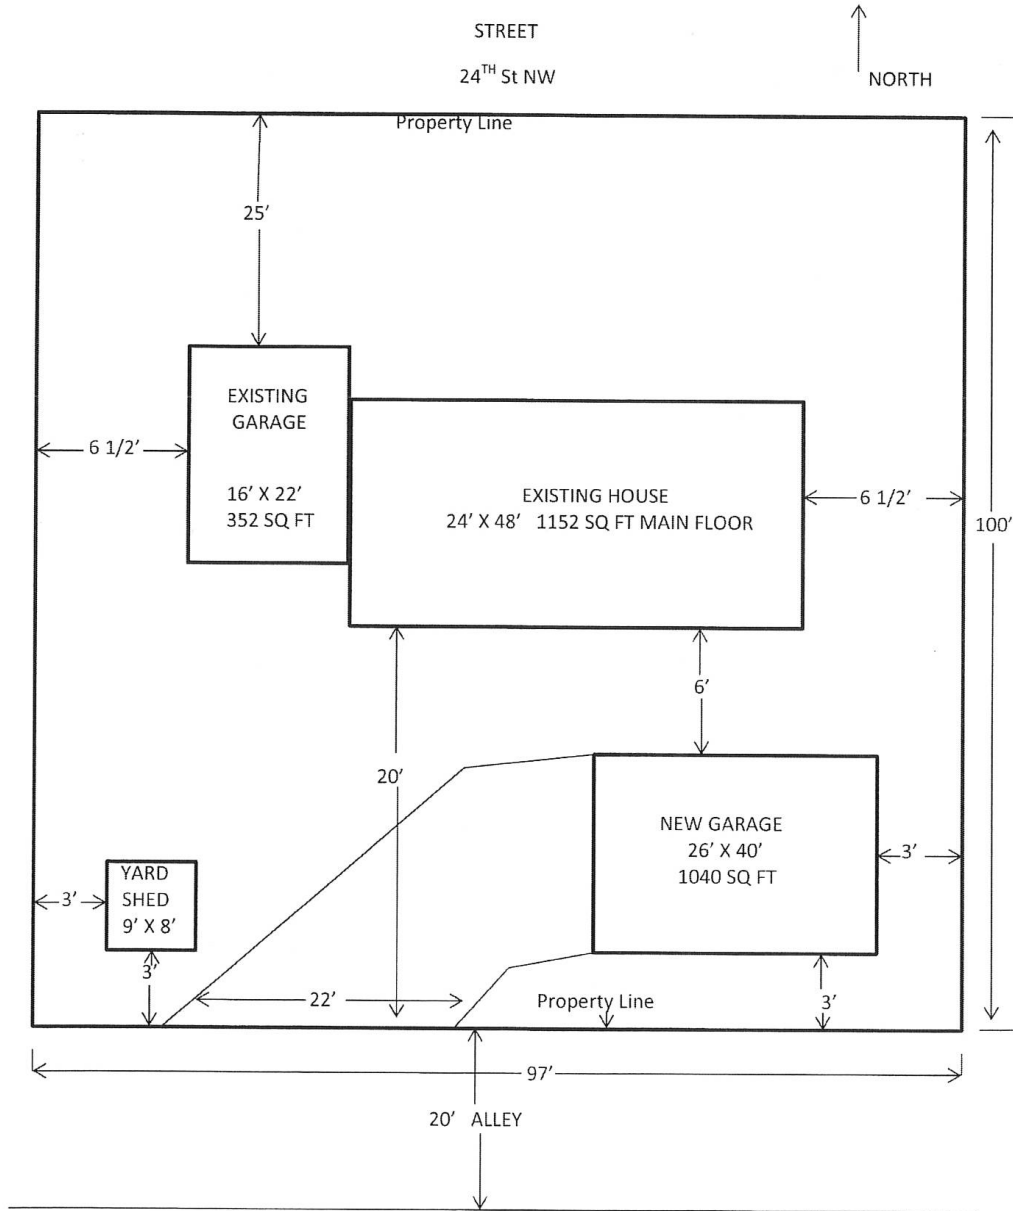 STREET
24TH St NW
NORTH
Property Line
25'
EXISTING
GARAGE
6 1/2'
16' X 22'
352 SQ FT
EXISTING HOUSE
24' X 48' 1152 SQ FT MAIN FLOOR
6 1/2'
100'
6'
20'
NEW GARAGE
26' X 40'
1040 SQ FT
3'
YARD
SHED
9' X 8'
3'
3'
22'
Property Line
3'
97'
20' ALLEY